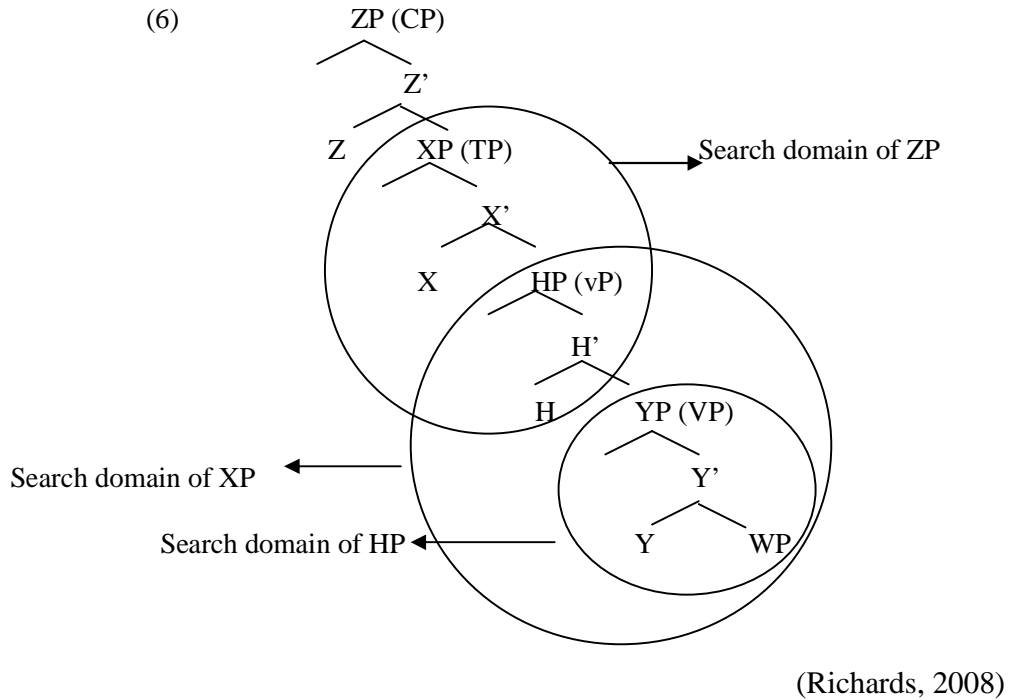 (6) ZP (CP)
Z’
Z XP (TP) Search domain of ZP
X’
X HP (vP)
H’
H YP (VP)
Search domain of XP Y’
Search domain of HP Y WP
(Richards, 2008)